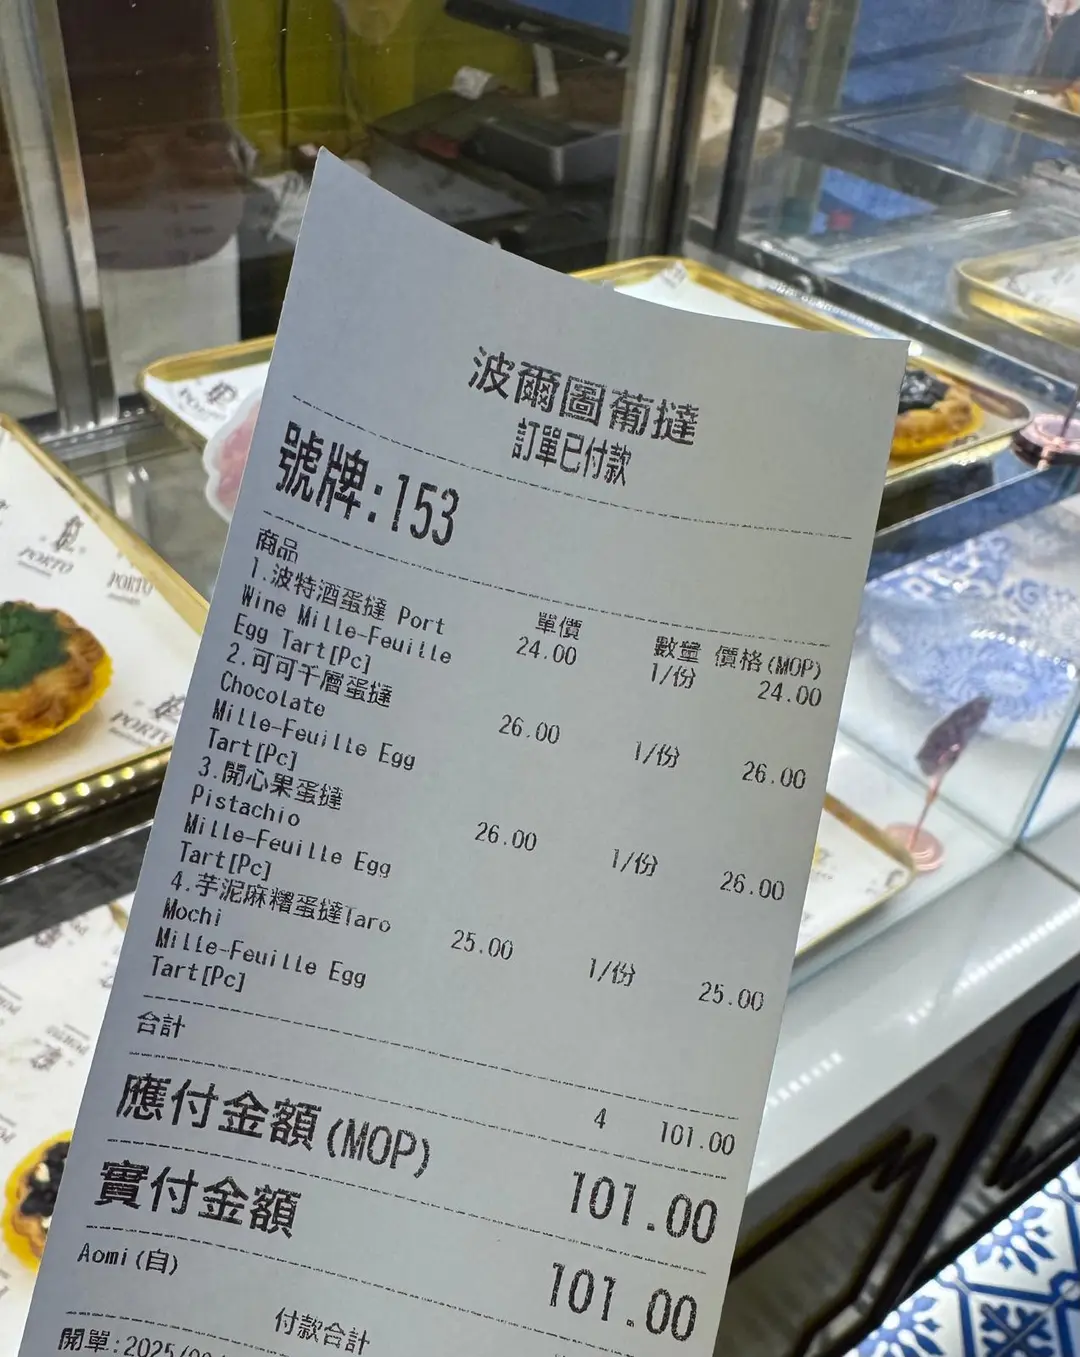 波爾圖葡撻
訂單已付款
號牌:153
商品 單價 數量 價格(MOP)
1.波特酒蛋撻 Port
Wine Mille-Feuille
Egg Tart[Pc] 24.00 1/份 24.00
2.可可千層蛋撻
Chocolate
Mille-Feuille Egg
Tart[Pc] 26.00 1/份 26.00
3.開心果蛋撻
Pistachio
Mille-Feuille Egg
Tart[Pc] 26.00 1/份 26.00
4.芋泥麻糬蛋撻Taro
Mochi
Mille-Feuille Egg
Tart[Pc] 25.00 1/份 25.00
合計 4 101.00
應付金額(MOP) 101.00
實付金額 101.00
Aomi(自)
付款合計
開單:2025/
PORTO
PORTO
PORTO